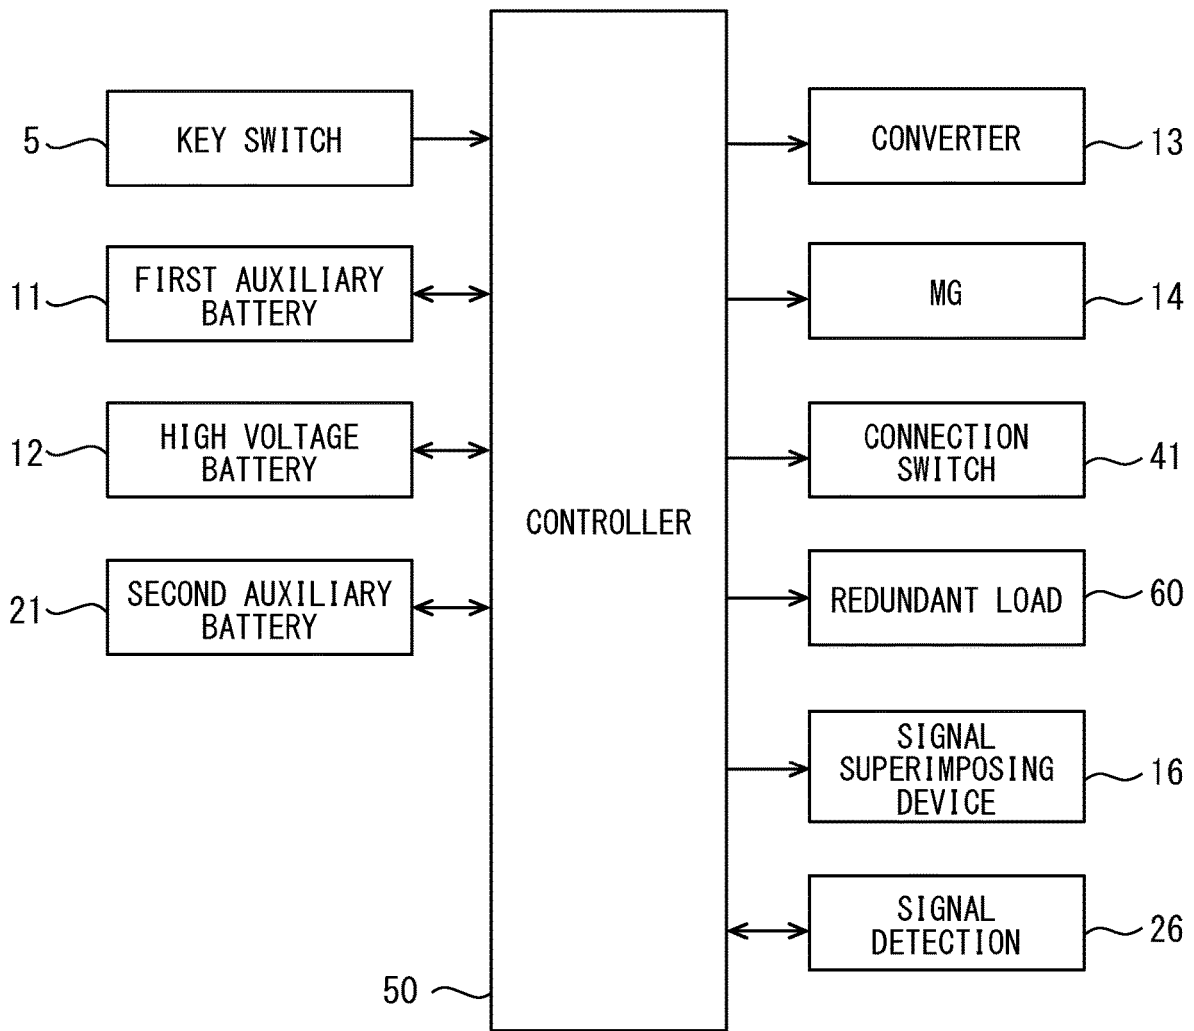 5
KEY SWITCH
11
FIRST AUXILIARY
BATTERY
12
HIGH VOLTAGE
BATTERY
21
SECOND AUXILIARY
BATTERY
CONTROLLER
50
CONVERTER
13
MG
14
CONNECTION
SWITCH
41
REDUNDANT LOAD
60
SIGNAL
SUPERIMPOSING
DEVICE
16
SIGNAL
DETECTION
26